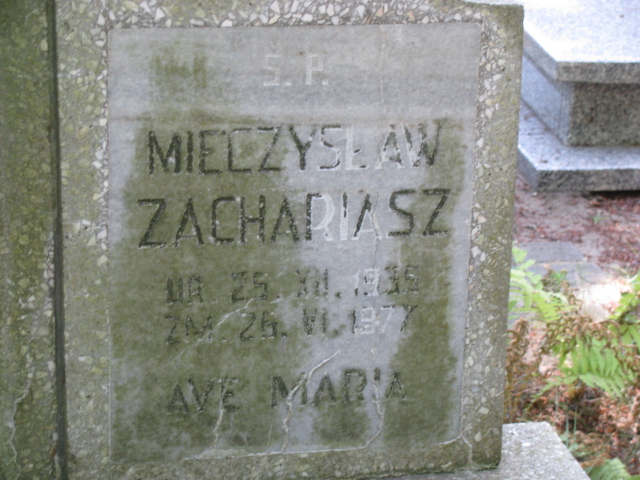 Ś.P.
MIECZYSŁAW
ZACHARIASZ
UR. 25. XII. 1935
ZM. 26. VI. 1977
AVE MARIA